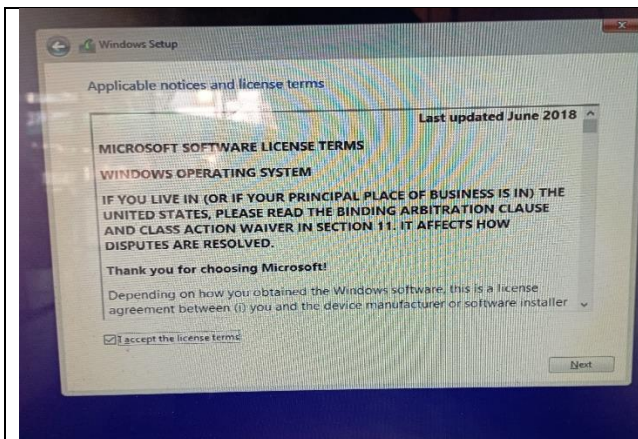 Windows Setup
Applicable notices and license terms
Last updated June 2018
MICROSOFT SOFTWARE LICENSE TERMS
WINDOWS OPERATING SYSTEM
IF YOU LIVE IN (OR IF YOUR PRINCIPAL PLACE OF BUSINESS IS IN) THE
UNITED STATES, PLEASE READ THE BINDING ARBITRATION CLAUSE
AND CLASS ACTION WAIVER IN SECTION 11. IT AFFECTS HOW
DISPUTES ARE RESOLVED.
Thank you for choosing Microsoft!
Depending on how you obtained the Windows software, this is a license
agreement between (i) you and the device manufacturer or software installer
I accept the license terms
Next